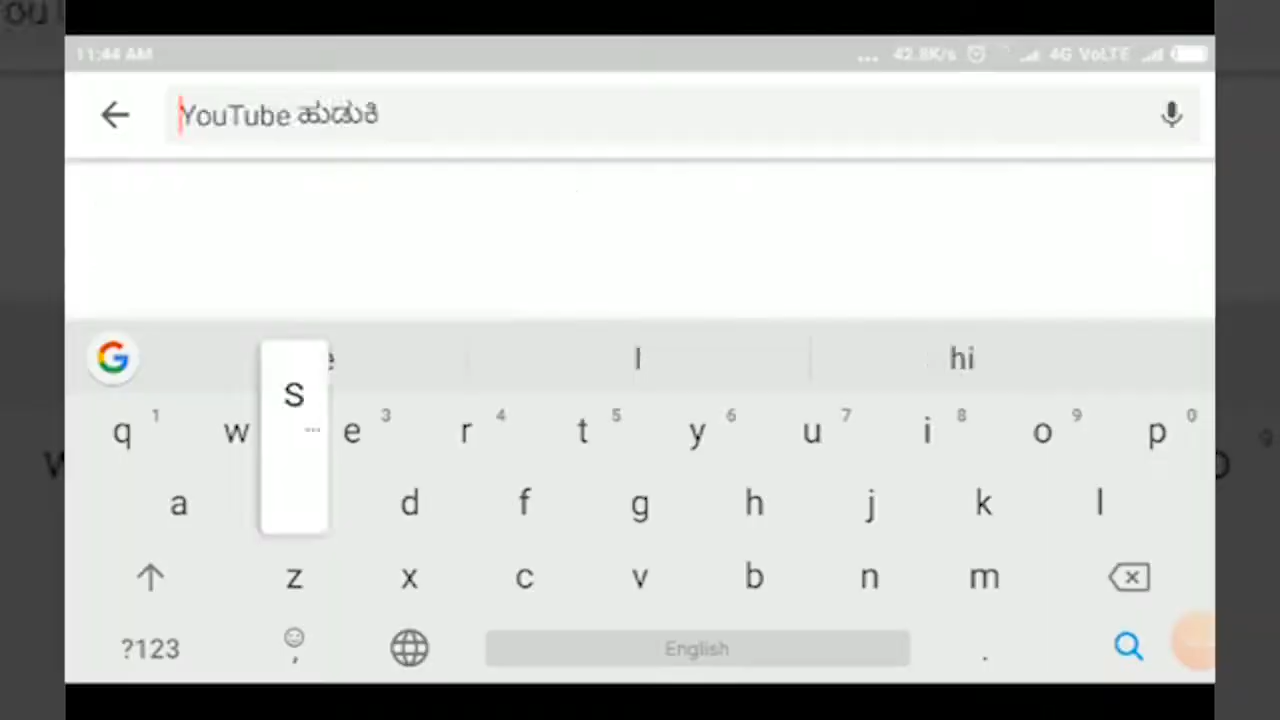 11:44 AM ... 42.8K/s 4G VoLTE
YouTube ಹುಡುಕಿ
I hi
S
q 1 w e 3 r 4 t 5 y 6 u 7 i 8 o 9 p 0
a d f g h j k l
z x c v b n m
?123 , English .